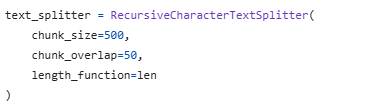 text_splitter = RecursiveCharacterTextSplitter(
    chunk_size=500,
    chunk_overlap=50,
    length_function=len
)